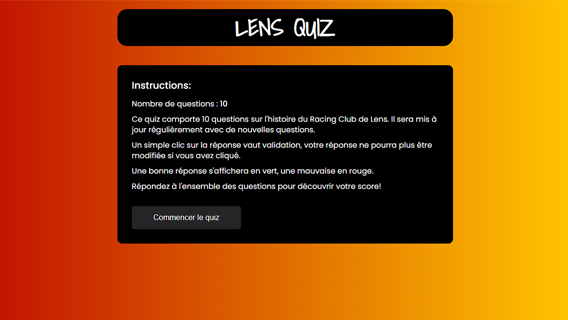 LENS QUIZ
Instructions:
Nombre de questions : 10
Ce quiz comporte 10 questions sur l'histoire du Racing Club de Lens. Il sera mis à
jour régulièrement avec de nouvelles questions.
Un simple clic sur la réponse vaut validation, votre réponse ne pourra plus être
modifiée si vous avez cliqué.
Une bonne réponse s'affichera en vert, une mauvaise en rouge.
Répondez à l'ensemble des questions pour découvrir votre score!
Commencer le quiz